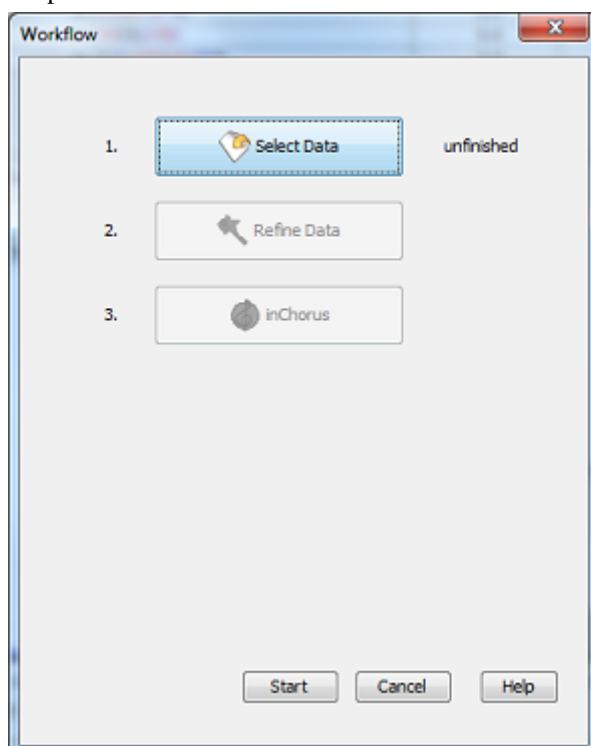 Workflow
1. Select Data unfinished
2. Refine Data
3. inChorus
Start Cancel Help